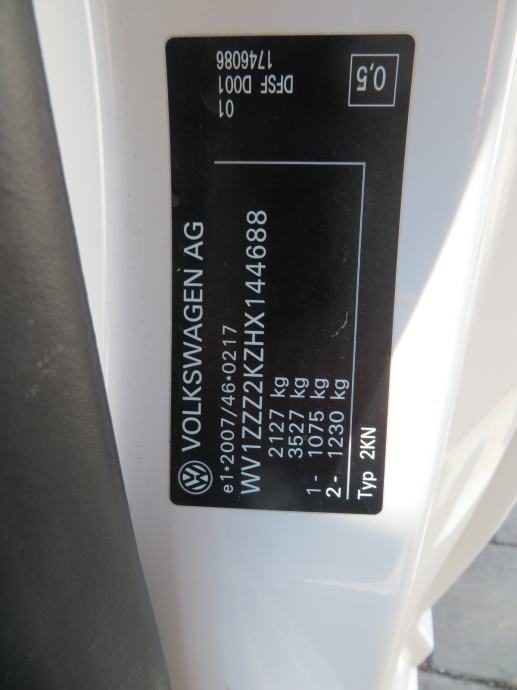 VOLKSWAGEN AG
e1*2007/46*0217
WV1ZZZ2KZHX144688
2127 kg
3527 kg
1- 1075 kg
2- 1230 kg
Typ 2KN
01
DFSF D001
1746086
0,5